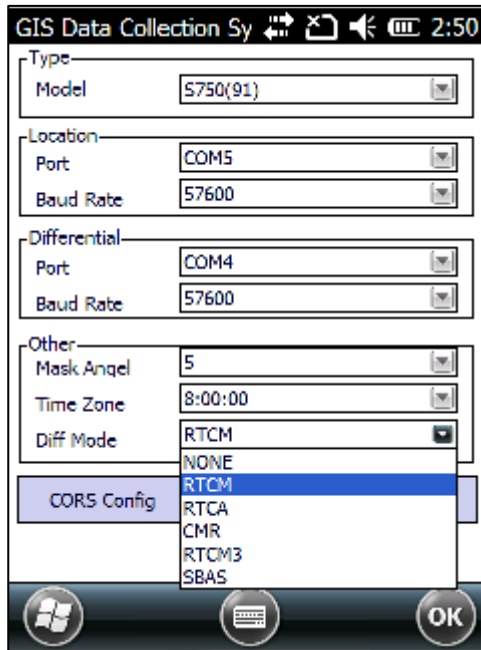 GIS Data Collection Sy 2:50
Type
Model S750(91)
Location
Port COM5
Baud Rate 57600
Differential
Port COM4
Baud Rate 57600
Other
Mask Angel 5
Time Zone 8:00:00
Diff Mode RTCM
NONE
RTCM
RTCA
CMR
RTCM3
SBAS
CORS Config
OK